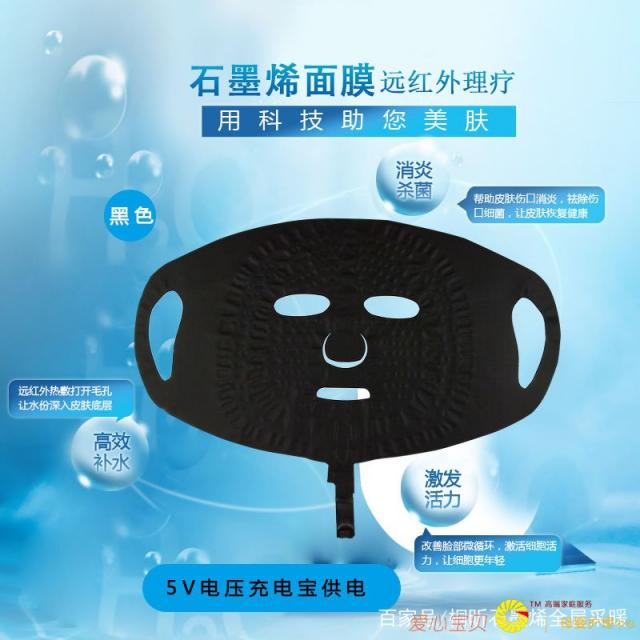 石墨烯面膜远红外理疗
用科技助您美肤
消炎
杀菌
帮助皮肤伤口消炎，祛除伤
口细菌，让皮肤恢复健康
黑色
远红外热敷打开毛孔
让水份深入皮肤底层
高效
补水
激发
活力
改善脸部微循环，激活细胞活
力，让细胞更年轻
5V电压充电宝供电
TM 高端家庭服务
爱心宝贝